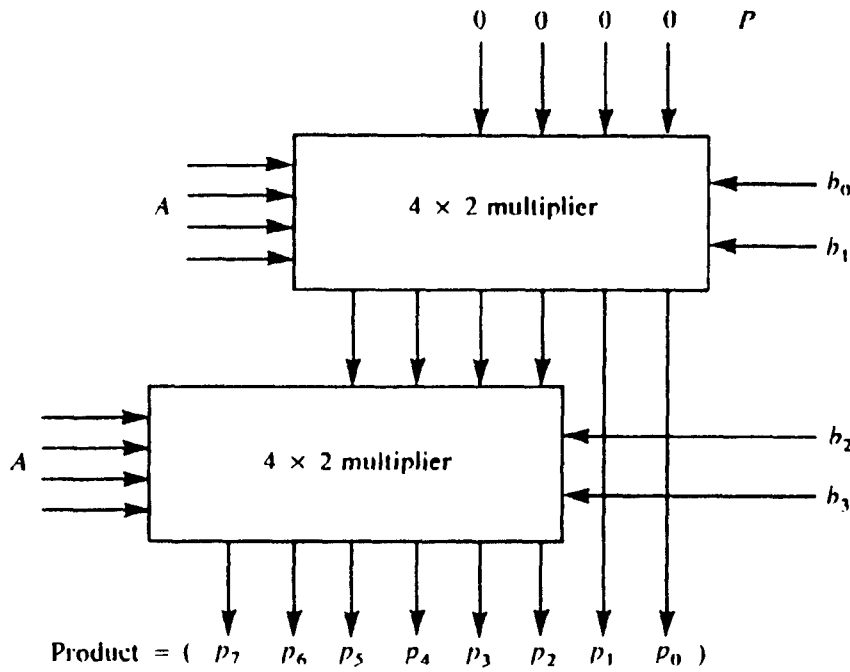 0 0 0 0 P
A
4 × 2 multiplier
b₀
b₁
A
4 × 2 multiplier
b₂
b₃
Product = ( p₇ p₆ p₅ p₄ p₃ p₂ p₁ p₀ )